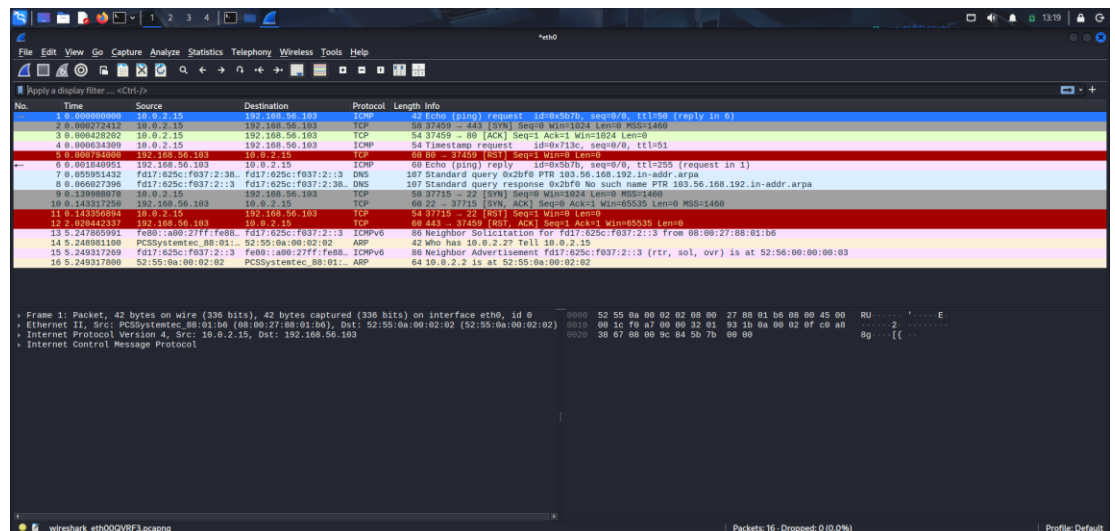 1 2 3 4 13:19
*eth0
File Edit View Go Capture Analyze Statistics Telephony Wireless Tools Help
Apply a display filter ... <Ctrl-/>
No. Time Source Destination Protocol Length Info
1 0.000000000 10.0.2.15 192.168.56.103 ICMP 42 Echo (ping) request id=0x5b7b, seq=0/0, ttl=50 (reply in 6)
2 0.000272412 10.0.2.15 192.168.56.103 TCP 58 37459 → 443 [SYN] Seq=0 Win=1024 Len=0 MSS=1460
3 0.000428202 10.0.2.15 192.168.56.103 TCP 54 37459 → 80 [ACK] Seq=1 Ack=1 Win=1024 Len=0
4 0.000634309 10.0.2.15 192.168.56.103 ICMP 54 Timestamp request id=0x713c, seq=0/0, ttl=51
5 0.000794000 192.168.56.103 10.0.2.15 TCP 60 80 → 37459 [RST] Seq=1 Win=0 Len=0
6 0.001840951 192.168.56.103 10.0.2.15 ICMP 60 Echo (ping) reply id=0x5b7b, seq=0/0, ttl=255 (request in 1)
7 0.055951432 fd17:625c:f037:2:38… fd17:625c:f037:2::3 DNS 107 Standard query 0x2bf0 PTR 103.56.168.192.in-addr.arpa
8 0.066027396 fd17:625c:f037:2::3 fd17:625c:f037:2:38… DNS 107 Standard query response 0x2bf0 No such name PTR 103.56.168.192.in-addr.arpa
9 0.139988078 10.0.2.15 192.168.56.103 TCP 58 37715 → 22 [SYN] Seq=0 Win=1024 Len=0 MSS=1460
10 0.143317250 192.168.56.103 10.0.2.15 TCP 60 22 → 37715 [SYN, ACK] Seq=0 Ack=1 Win=65535 Len=0 MSS=1460
11 0.143356894 10.0.2.15 192.168.56.103 TCP 54 37715 → 22 [RST] Seq=1 Win=0 Len=0
12 2.020442337 192.168.56.103 10.0.2.15 TCP 60 443 → 37459 [RST, ACK] Seq=1 Ack=1 Win=65535 Len=0
13 5.247865991 fe80::a00:27ff:fe88… fd17:625c:f037:2::3 ICMPv6 86 Neighbor Solicitation for fd17:625c:f037:2::3 from 08:00:27:88:01:b6
14 5.248981100 PCSSystemtec_88:01:… 52:55:0a:00:02:02 ARP 42 Who has 10.0.2.2? Tell 10.0.2.15
15 5.249317269 fd17:625c:f037:2::3 fe80::a00:27ff:fe88… ICMPv6 86 Neighbor Advertisement fd17:625c:f037:2::3 (rtr, sol, ovr) is at 52:56:00:00:00:03
16 5.249317800 52:55:0a:00:02:02 PCSSystemtec_88:01:… ARP 64 10.0.2.2 is at 52:55:0a:00:02:02
Frame 1: Packet, 42 bytes on wire (336 bits), 42 bytes captured (336 bits) on interface eth0, id 0
Ethernet II, Src: PCSSystemtec_88:01:b6 (08:00:27:88:01:b6), Dst: 52:55:0a:00:02:02 (52:55:0a:00:02:02)
Internet Protocol Version 4, Src: 10.0.2.15, Dst: 192.168.56.103
Internet Control Message Protocol
0000 52 55 0a 00 02 02 08 00 27 88 01 b6 08 00 45 00 RU······ '·····E·
0010 00 1c f0 a7 00 00 32 01 93 1b 0a 00 02 0f c0 a8 ······2· ········
0020 38 67 08 00 9c 84 5b 7b 00 00 8g····[{ ··
wireshark_eth0OQVRF3.pcapng Packets: 16 · Dropped: 0 (0.0%) Profile: Default